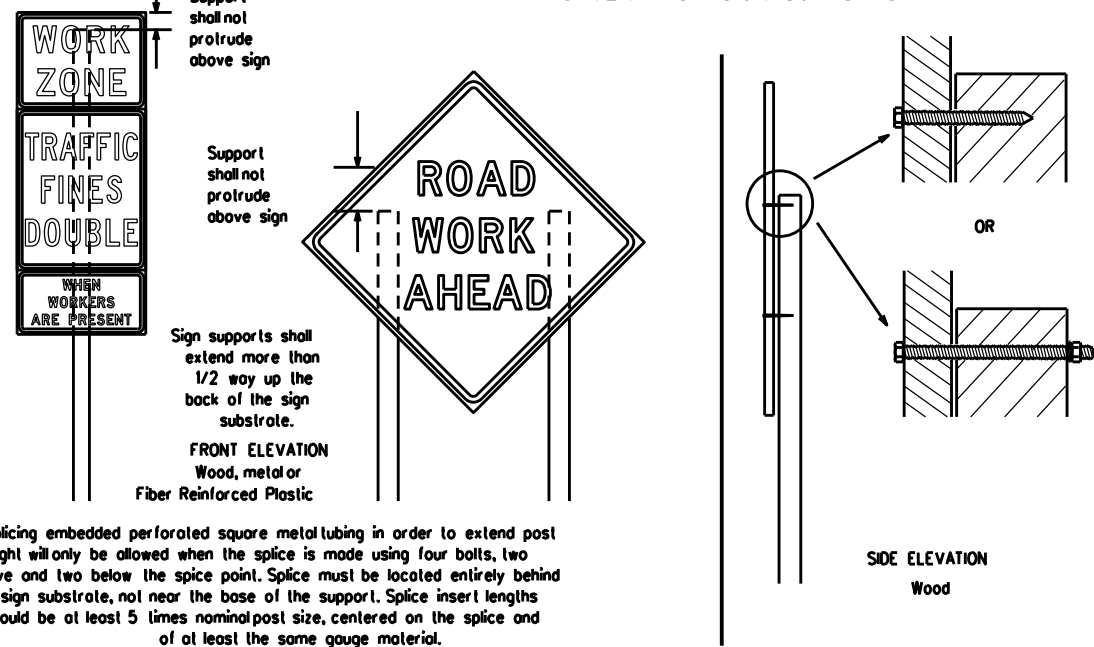 shall not
protrude
above sign
WORK
ZONE
TRAFFIC
FINES
DOUBLE
WHEN
WORKERS
ARE PRESENT
Support
shall not
protrude
above sign
ROAD
WORK
AHEAD
Sign supports shall
extend more than
1/2 way up the
back of the sign
substrate.
FRONT ELEVATION
Wood, metal or
Fiber Reinforced Plastic
embedded perforated square metal tubing in order to extend post
will only be allowed when the splice is made using four bolts, two
and two below the spice point. Splice must be located entirely behind
sign substrate, not near the base of the support. Splice insert lengths
be at least 5 times nominal post size, centered on the splice and
of at least the same gauge material.
OR
SIDE ELEVATION
Wood